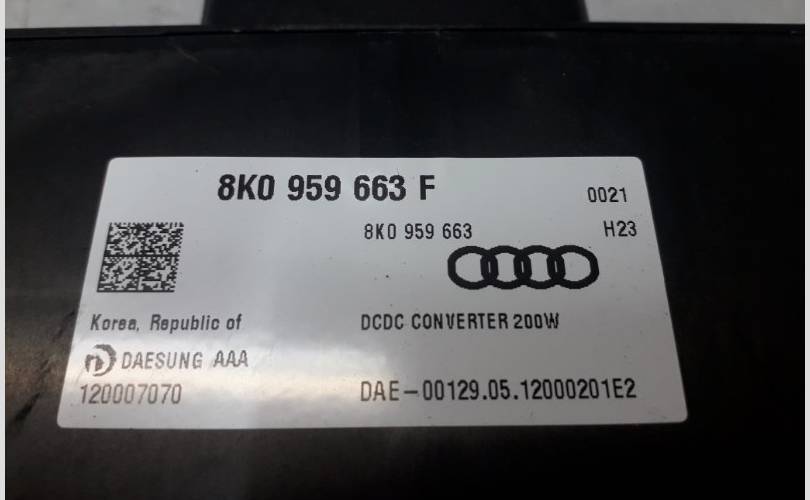 8K0 959 663 F
0021
8K0 959 663
H23
Korea, Republic of
DCDC CONVERTER 200W
DAESUNG AAA
120007070
DAE-00129.05.12000201E2